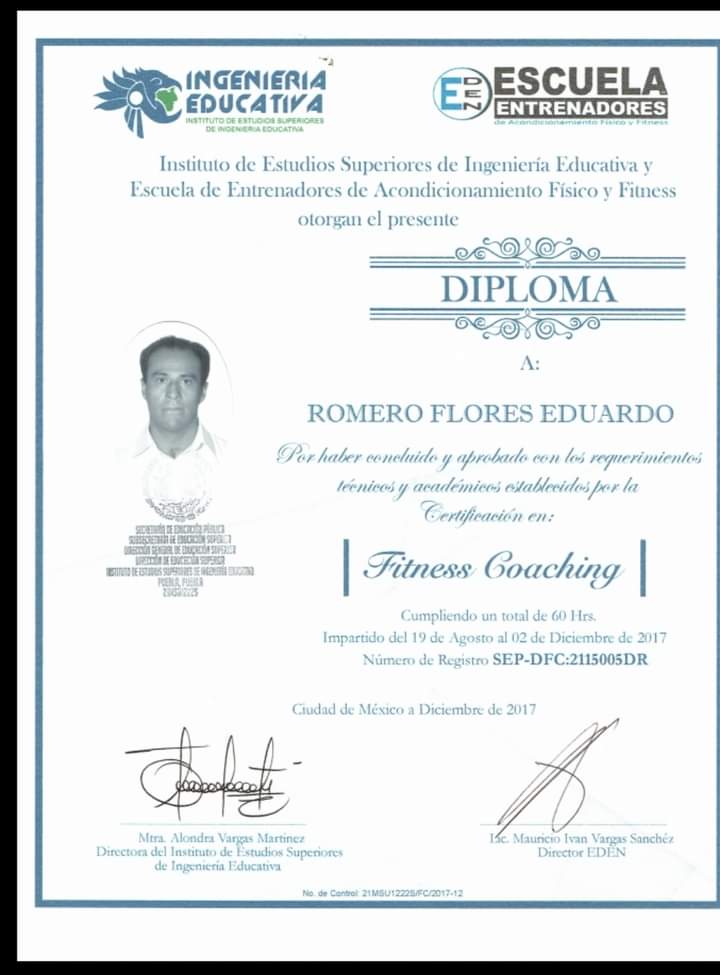 INGENIERIA
EDUCATIVA
INSTITUTO DE ESTUDIOS SUPERIORES
DE INGENIERIA EDUCATIVA
EDEN ESCUELA
ENTRENADORES
de Acondicionamiento Físico y Fitness
Instituto de Estudios Superiores de Ingeniería Educativa y
Escuela de Entrenadores de Acondicionamiento Físico y Fitness
otorgan el presente
DIPLOMA
A:
ROMERO FLORES EDUARDO
Por haber concluido y aprobado con los requerimientos
técnicos y académicos establecidos por la
Certificación en:
Fitness Coaching
SECRETARÍA DE EDUCACIÓN PÚBLICA
SUBSECRETARÍA DE EDUCACIÓN SUPERIOR
DIRECCIÓN GENERAL DE EDUCACIÓN SUPERIOR
DIRECCIÓN DE EDUCACIÓN SUPERIOR
INSTITUTO DE ESTUDIOS SUPERIORES DE INGENIERÍA EDUCATIVA
PUEBLA, PUEBLA
Cumpliendo un total de 60 Hrs.
Impartido del 19 de Agosto al 02 de Diciembre de 2017
Número de Registro SEP-DFC:2115005DR
Ciudad de México a Diciembre de 2017
Mtra. Alondra Vargas Martinez
Directora del Instituto de Estudios Superiores
de Ingeniería Educativa
Lic. Mauricio Ivan Vargas Sanchéz
Director EDEN
No. de Control: 21MSU1222S/FC/2017-12